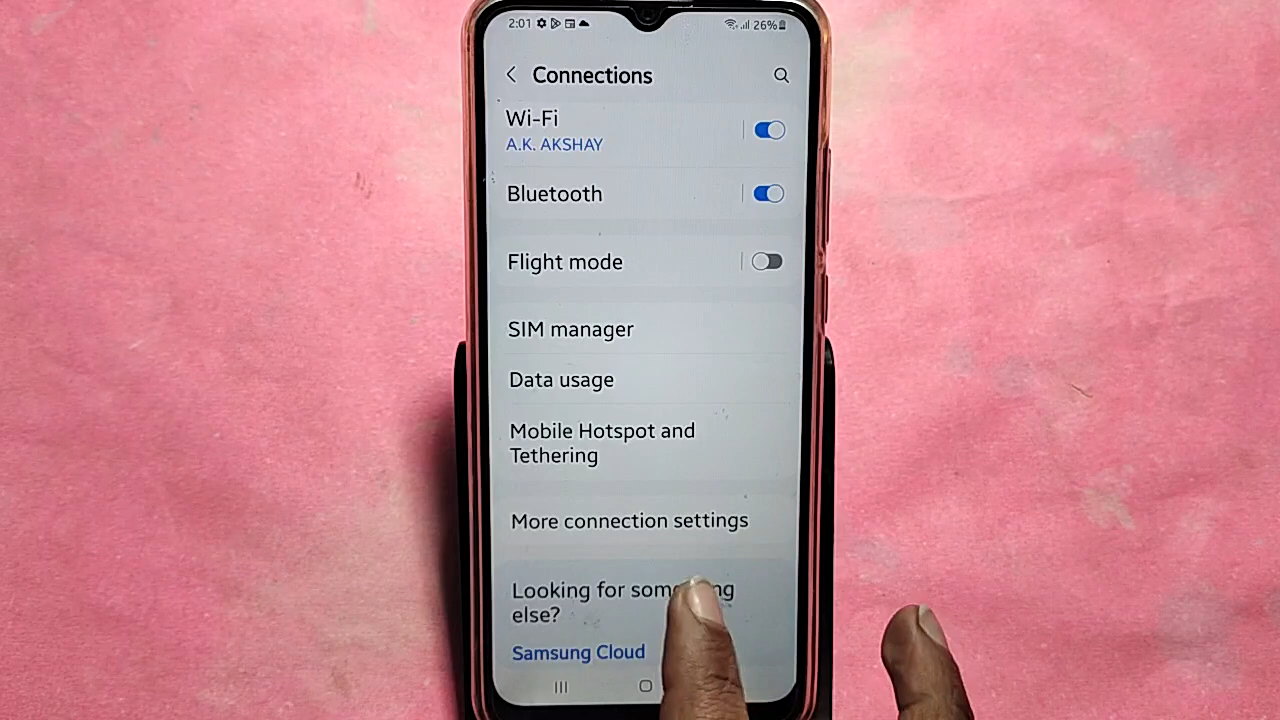 2:01
26%
Connections
Wi-Fi
A.K. AKSHAY
Bluetooth
Flight mode
SIM manager
Data usage
Mobile Hotspot and
Tethering
More connection settings
Looking for
else?
Samsung Cloud